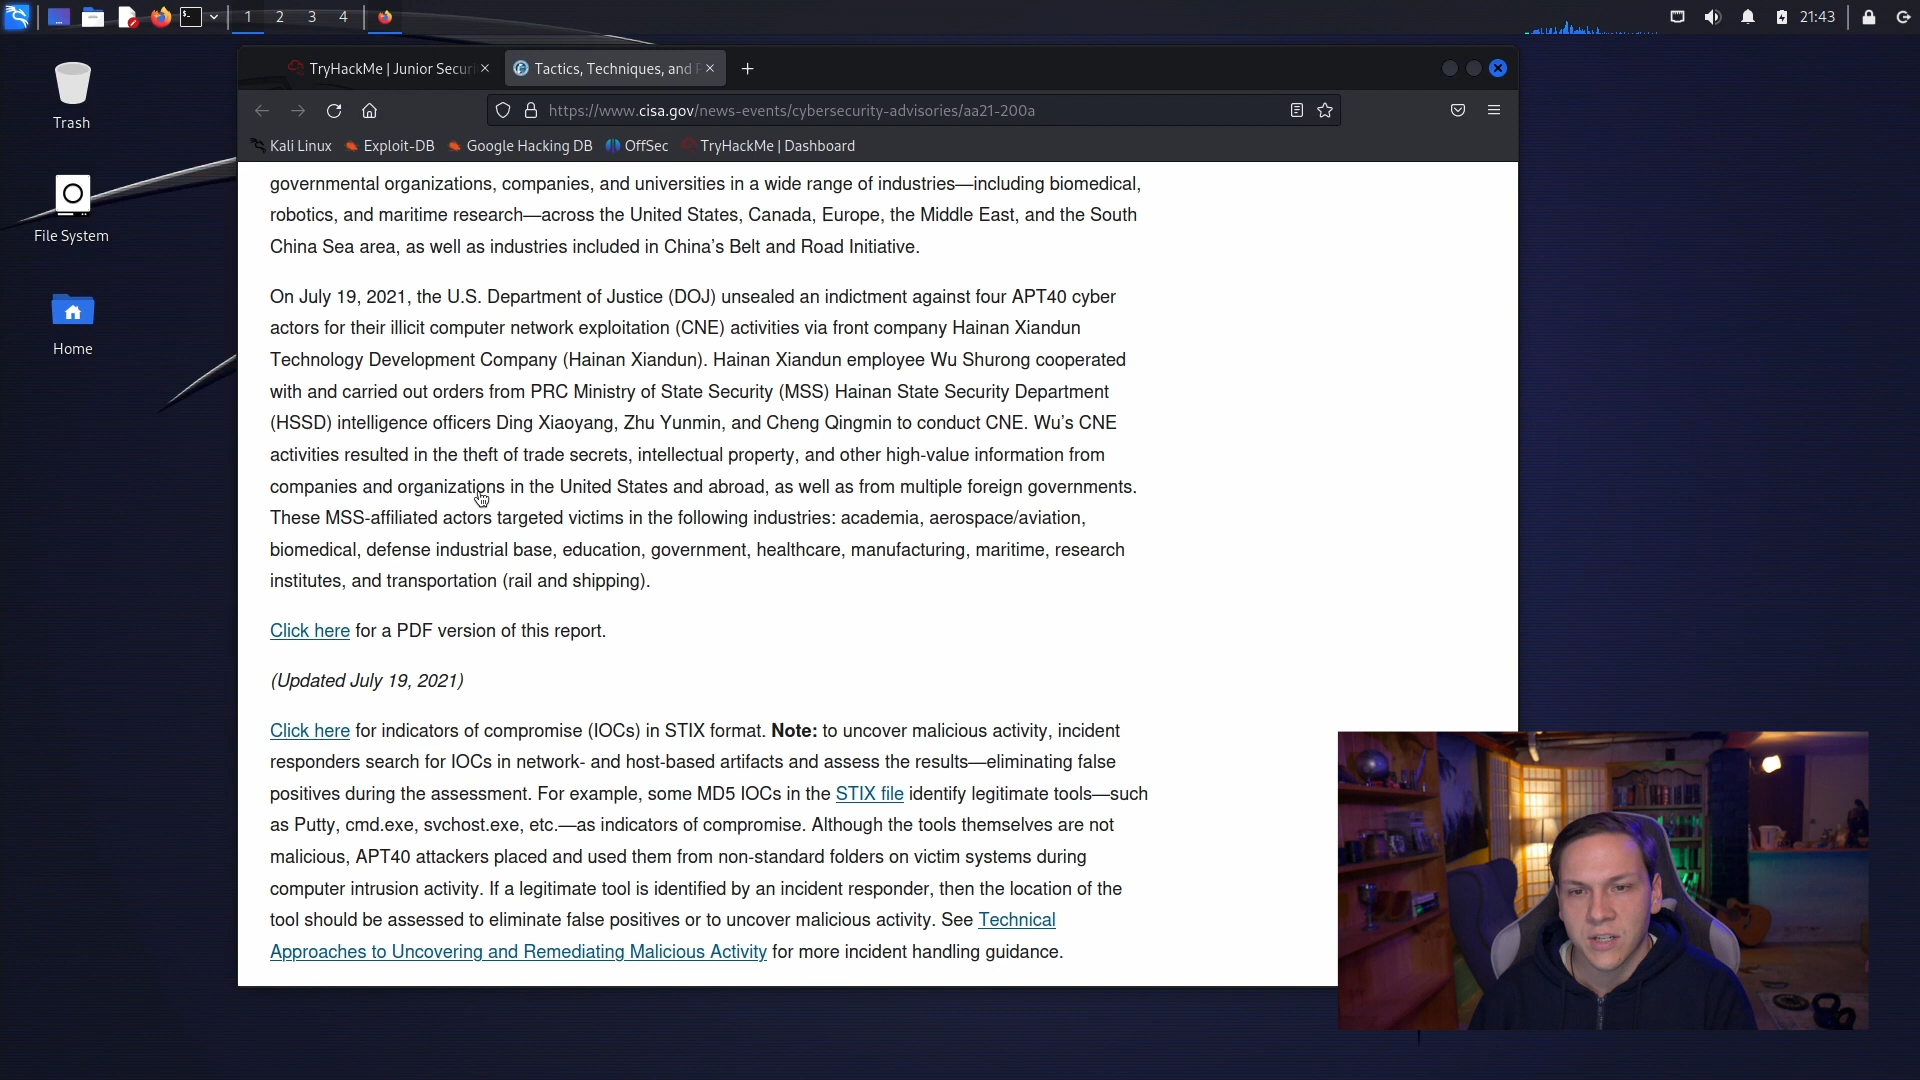 1 2 3 4 21:43
TryHackMe | Junior Securi
Tactics, Techniques, and P
https://www.cisa.gov/news-events/cybersecurity-advisories/aa21-200a
Kali Linux Exploit-DB Google Hacking DB OffSec TryHackMe | Dashboard
Trash
File System
Home
governmental organizations, companies, and universities in a wide range of industries—including biomedical,
robotics, and maritime research—across the United States, Canada, Europe, the Middle East, and the South
China Sea area, as well as industries included in China's Belt and Road Initiative.
On July 19, 2021, the U.S. Department of Justice (DOJ) unsealed an indictment against four APT40 cyber
actors for their illicit computer network exploitation (CNE) activities via front company Hainan Xiandun
Technology Development Company (Hainan Xiandun). Hainan Xiandun employee Wu Shurong cooperated
with and carried out orders from PRC Ministry of State Security (MSS) Hainan State Security Department
(HSSD) intelligence officers Ding Xiaoyang, Zhu Yunmin, and Cheng Qingmin to conduct CNE. Wu's CNE
activities resulted in the theft of trade secrets, intellectual property, and other high-value information from
companies and organizations in the United States and abroad, as well as from multiple foreign governments.
These MSS-affiliated actors targeted victims in the following industries: academia, aerospace/aviation,
biomedical, defense industrial base, education, government, healthcare, manufacturing, maritime, research
institutes, and transportation (rail and shipping).
Click here for a PDF version of this report.
(Updated July 19, 2021)
Click here for indicators of compromise (IOCs) in STIX format. Note: to uncover malicious activity, incident
responders search for IOCs in network- and host-based artifacts and assess the results—eliminating false
positives during the assessment. For example, some MD5 IOCs in the STIX file identify legitimate tools—such
as Putty, cmd.exe, svchost.exe, etc.—as indicators of compromise. Although the tools themselves are not
malicious, APT40 attackers placed and used them from non-standard folders on victim systems during
computer intrusion activity. If a legitimate tool is identified by an incident responder, then the location of the
tool should be assessed to eliminate false positives or to uncover malicious activity. See Technical
Approaches to Uncovering and Remediating Malicious Activity for more incident handling guidance.